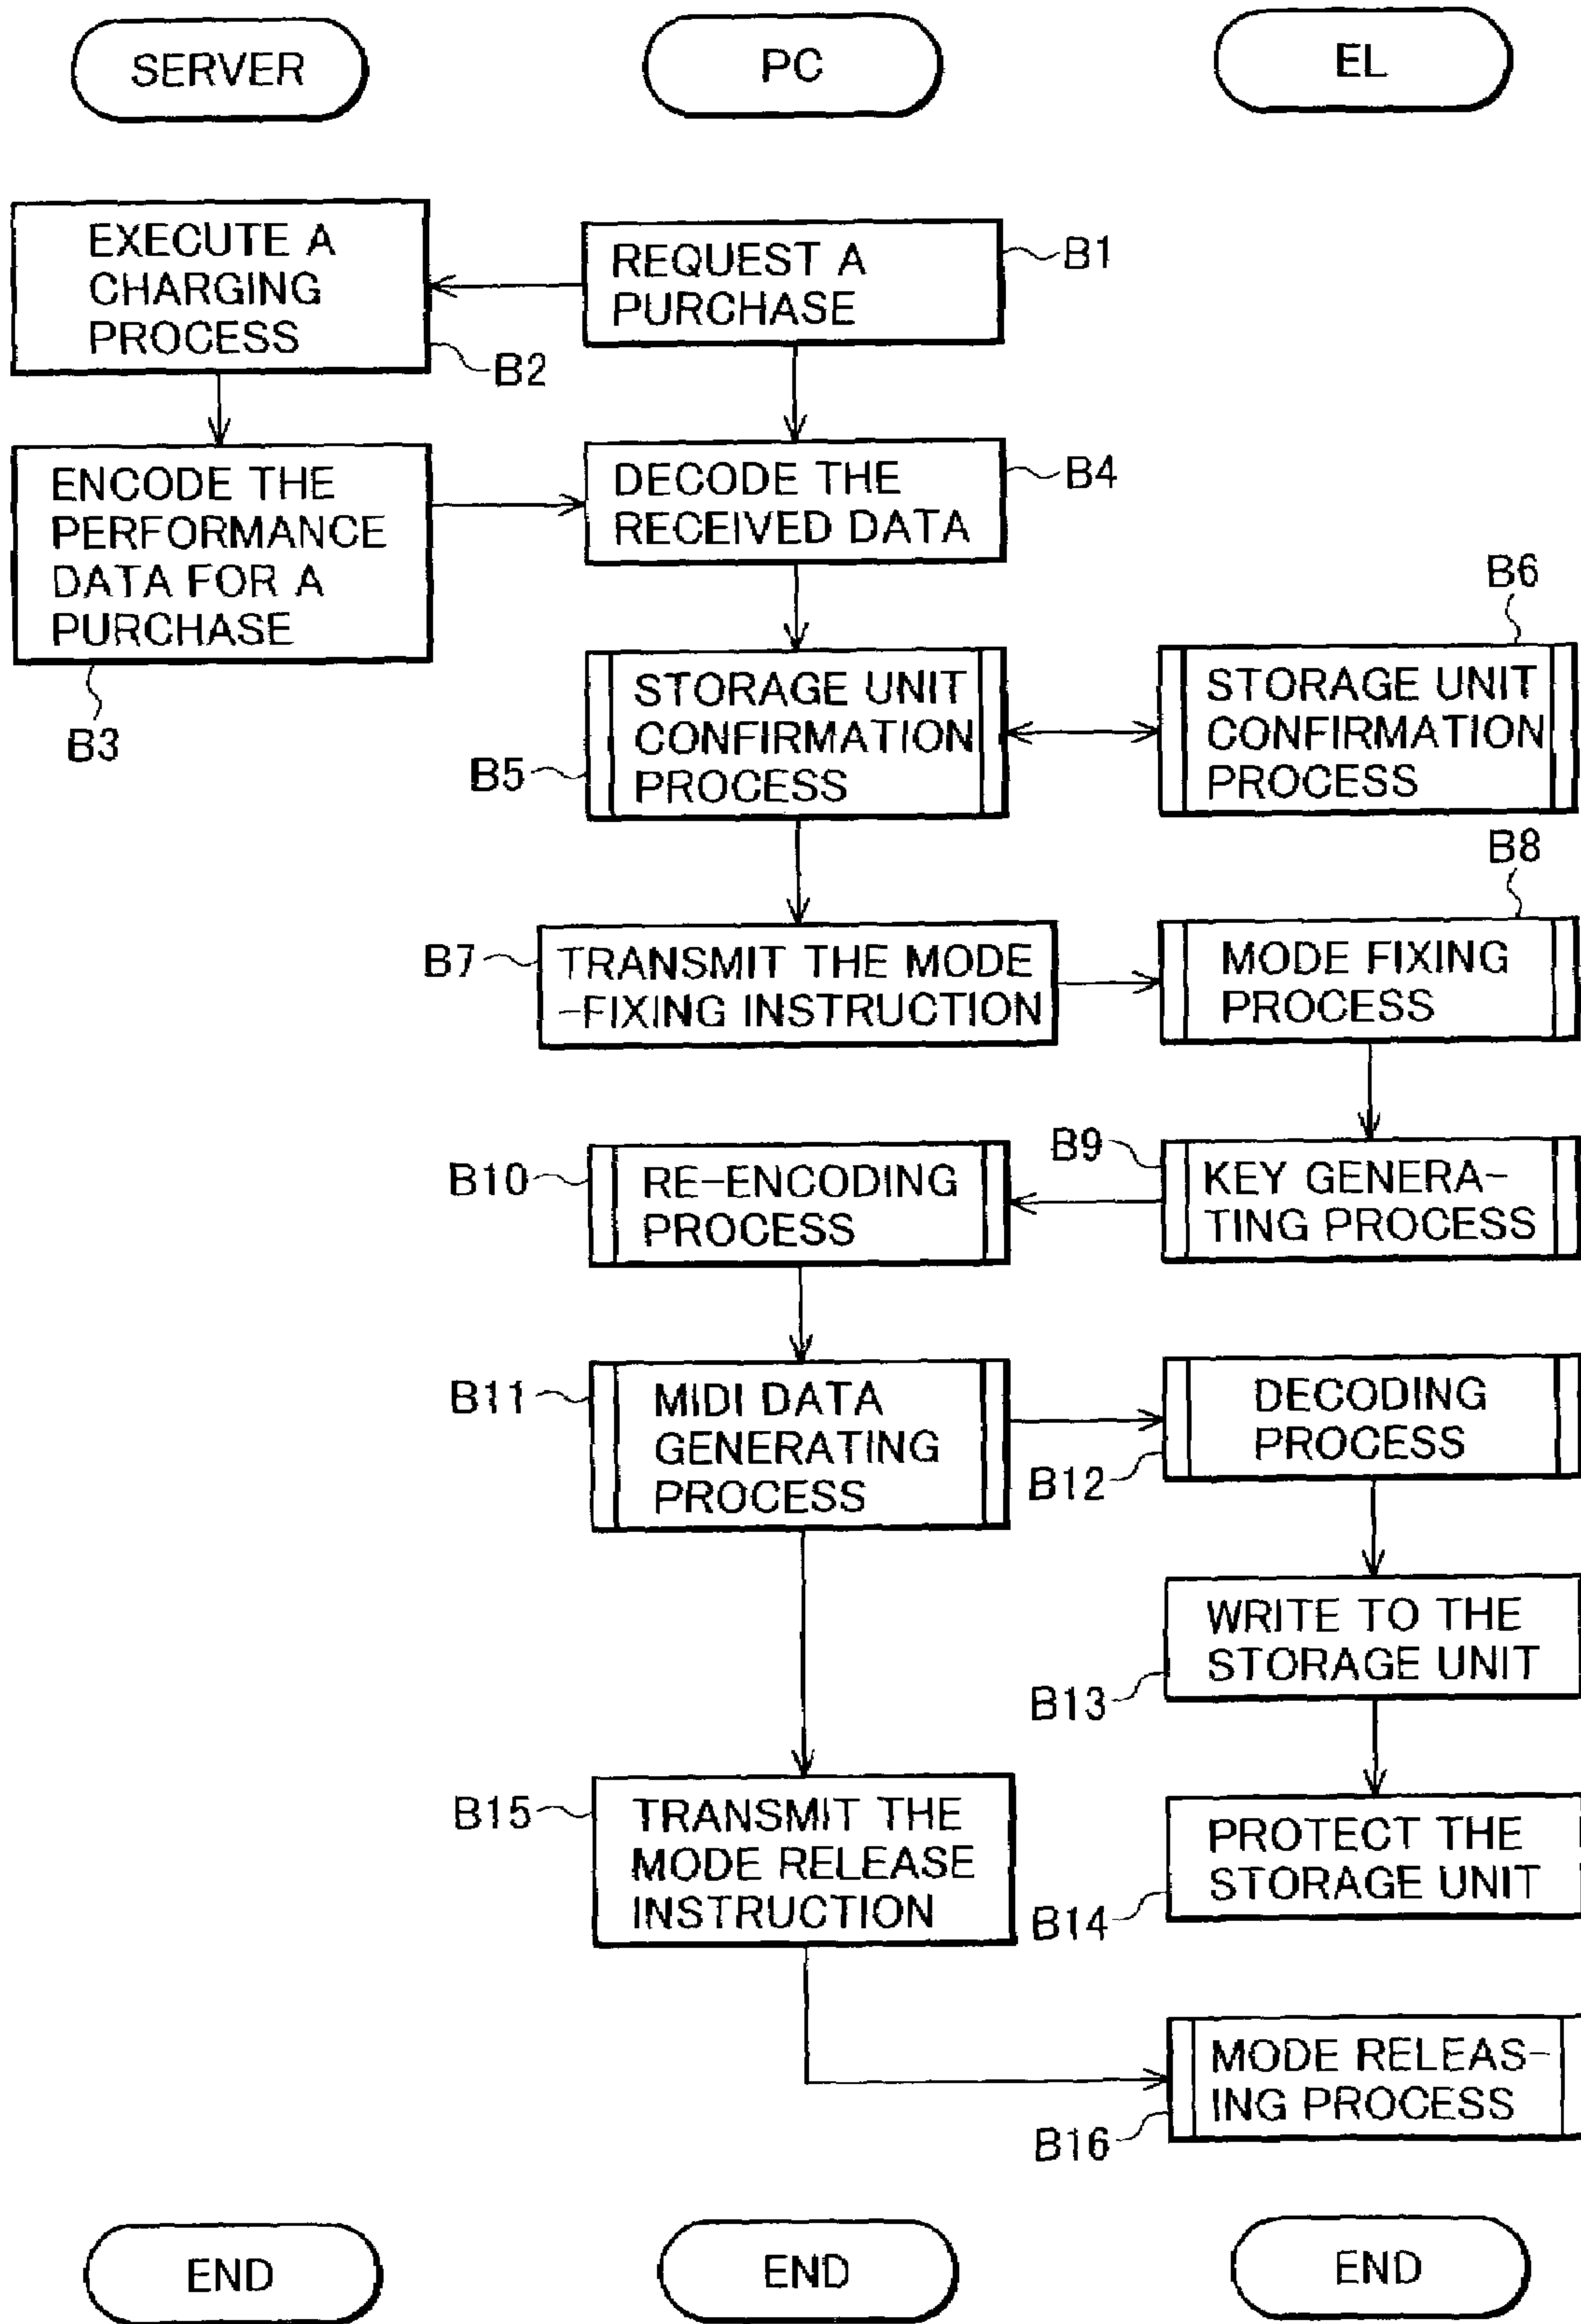 SERVER
PC
EL
EXECUTE A
CHARGING
PROCESS
B2
REQUEST A
PURCHASE
B1
ENCODE THE
PERFORMANCE
DATA FOR A
PURCHASE
B3
DECODE THE
RECEIVED DATA
B4
STORAGE UNIT
CONFIRMATION
PROCESS
B5
B6
STORAGE UNIT
CONFIRMATION
PROCESS
B7
TRANSMIT THE MODE
-FIXING INSTRUCTION
B8
MODE FIXING
PROCESS
B9
KEY GENERA-
TING PROCESS
B10
RE-ENCODING
PROCESS
B11
MIDI DATA
GENERATING
PROCESS
DECODING
PROCESS
B12
WRITE TO THE
STORAGE UNIT
B13
B15
TRANSMIT THE
MODE RELEASE
INSTRUCTION
PROTECT THE
STORAGE UNIT
B14
MODE RELEAS-
ING PROCESS
B16
END
END
END